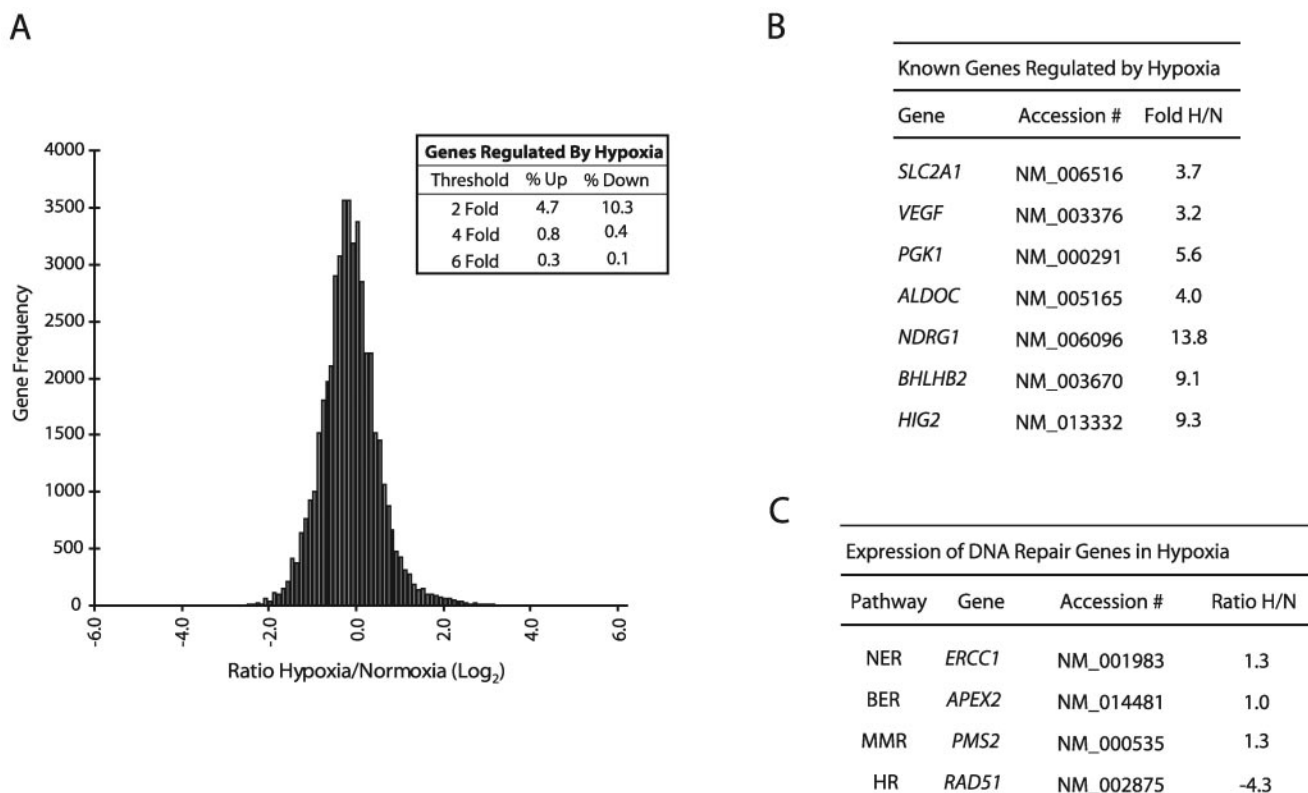 A
Genes Regulated By Hypoxia
Threshold % Up % Down
2 Fold 4.7 10.3
4 Fold 0.8 0.4
6 Fold 0.3 0.1
Gene Frequency
4000
3500
3000
2500
2000
1500
1000
500
0
-6.0 -4.0 -2.0 0.0 2.0 4.0 6.0
Ratio Hypoxia/Normoxia (Log₂)
B
Known Genes Regulated by Hypoxia
Gene Accession # Fold H/N
SLC2A1 NM_006516 3.7
VEGF NM_003376 3.2
PGK1 NM_000291 5.6
ALDOC NM_005165 4.0
NDRG1 NM_006096 13.8
BHLHB2 NM_003670 9.1
HIG2 NM_013332 9.3
C
Expression of DNA Repair Genes in Hypoxia
Pathway Gene Accession # Ratio H/N
NER ERCC1 NM_001983 1.3
BER APEX2 NM_014481 1.0
MMR PMS2 NM_000535 1.3
HR RAD51 NM_002875 -4.3